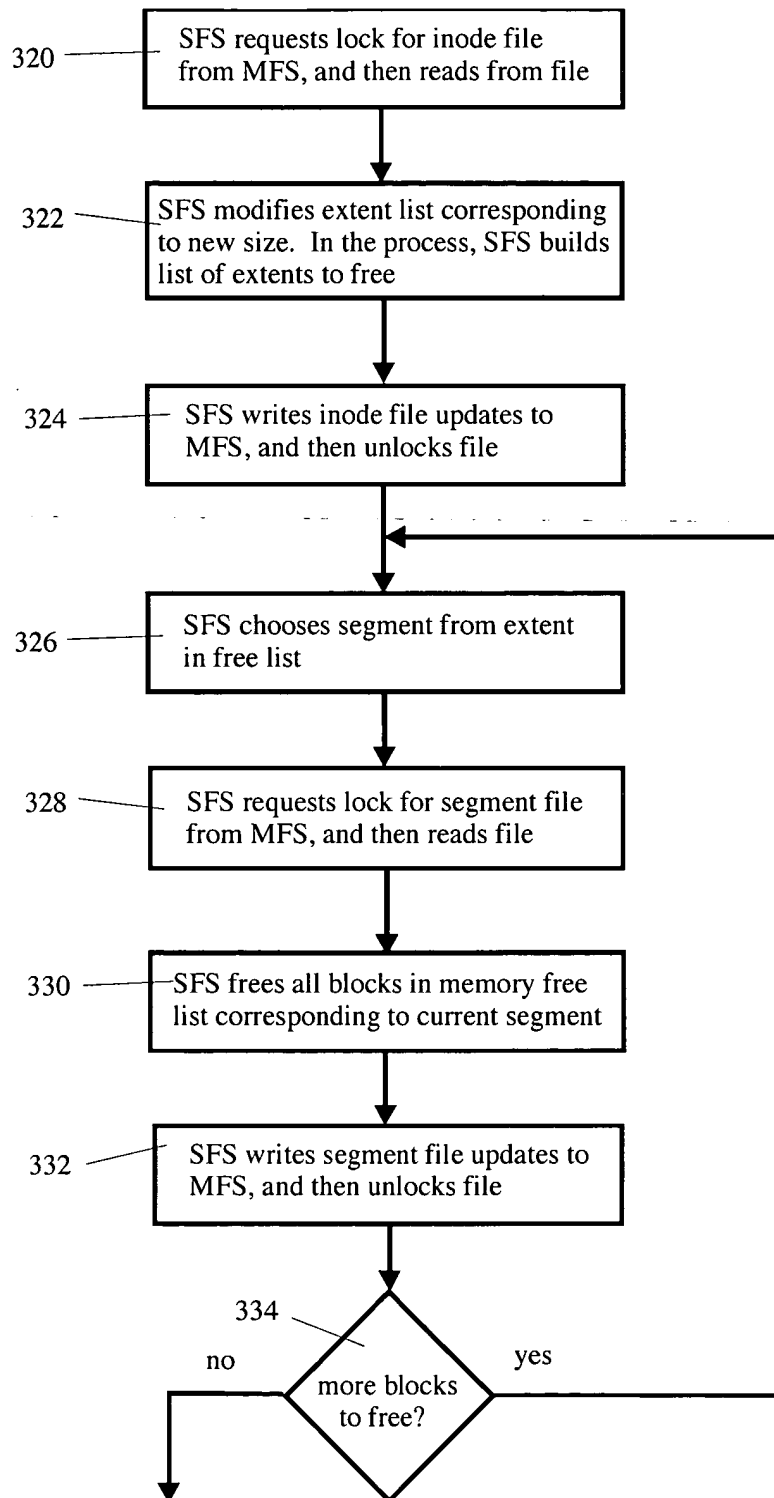 320
SFS requests lock for inode file
from MFS, and then reads from file
322
SFS modifies extent list corresponding
to new size. In the process, SFS builds
list of extents to free
324
SFS writes inode file updates to
MFS, and then unlocks file
326
SFS chooses segment from extent
in free list
328
SFS requests lock for segment file
from MFS, and then reads file
330
SFS frees all blocks in memory free
list corresponding to current segment
332
SFS writes segment file updates to
MFS, and then unlocks file
334
no
yes
more blocks
to free?